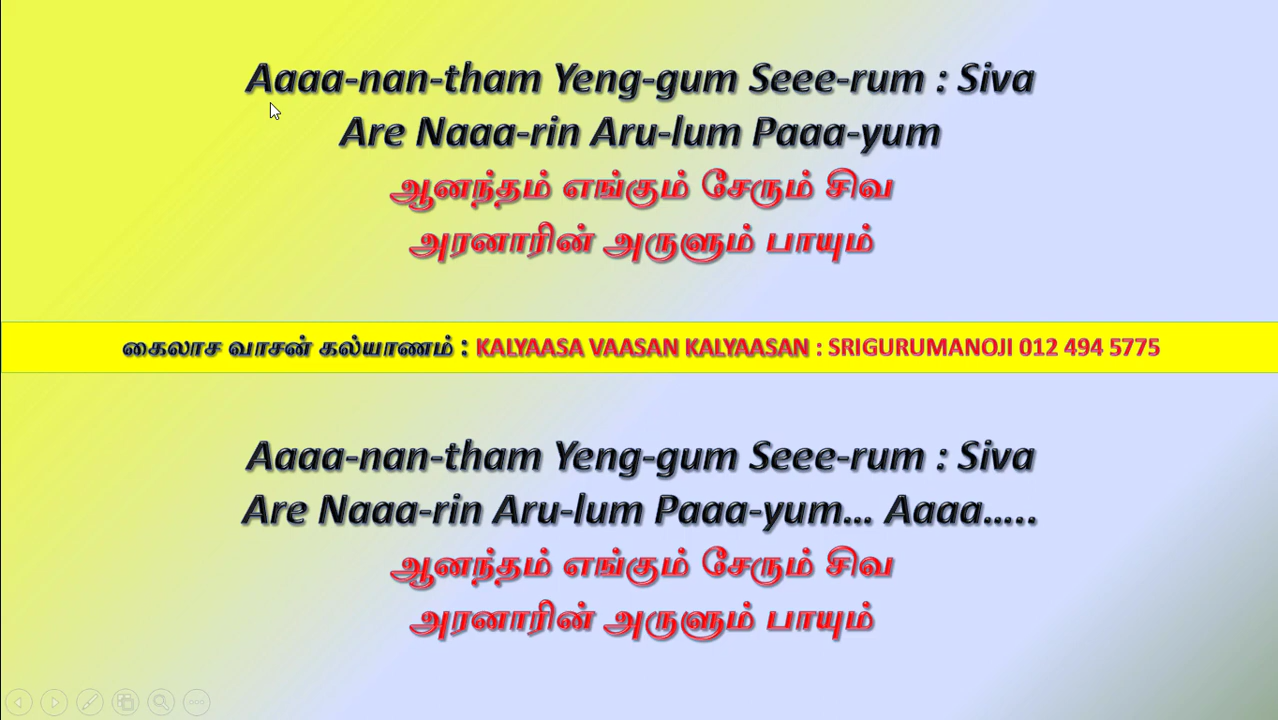 Aaaa-nan-tham Yeng-gum Seee-rum : Siva
Are Naaa-rin Aru-lum Paaa-yum
ஆனந்தம் எங்கும் சேரும் சிவ
அரனாரின் அருளும் பாயும்
கைலாச வாசன் கல்யாணம் : KALYAASA VAASAN KALYAASAN : SRIGURUMANOJI 012 494 5775
Aaaa-nan-tham Yeng-gum Seee-rum : Siva
Are Naaa-rin Aru-lum Paaa-yum... Aaaa.....
ஆனந்தம் எங்கும் சேரும் சிவ
அரனாரின் அருளும் பாயும்